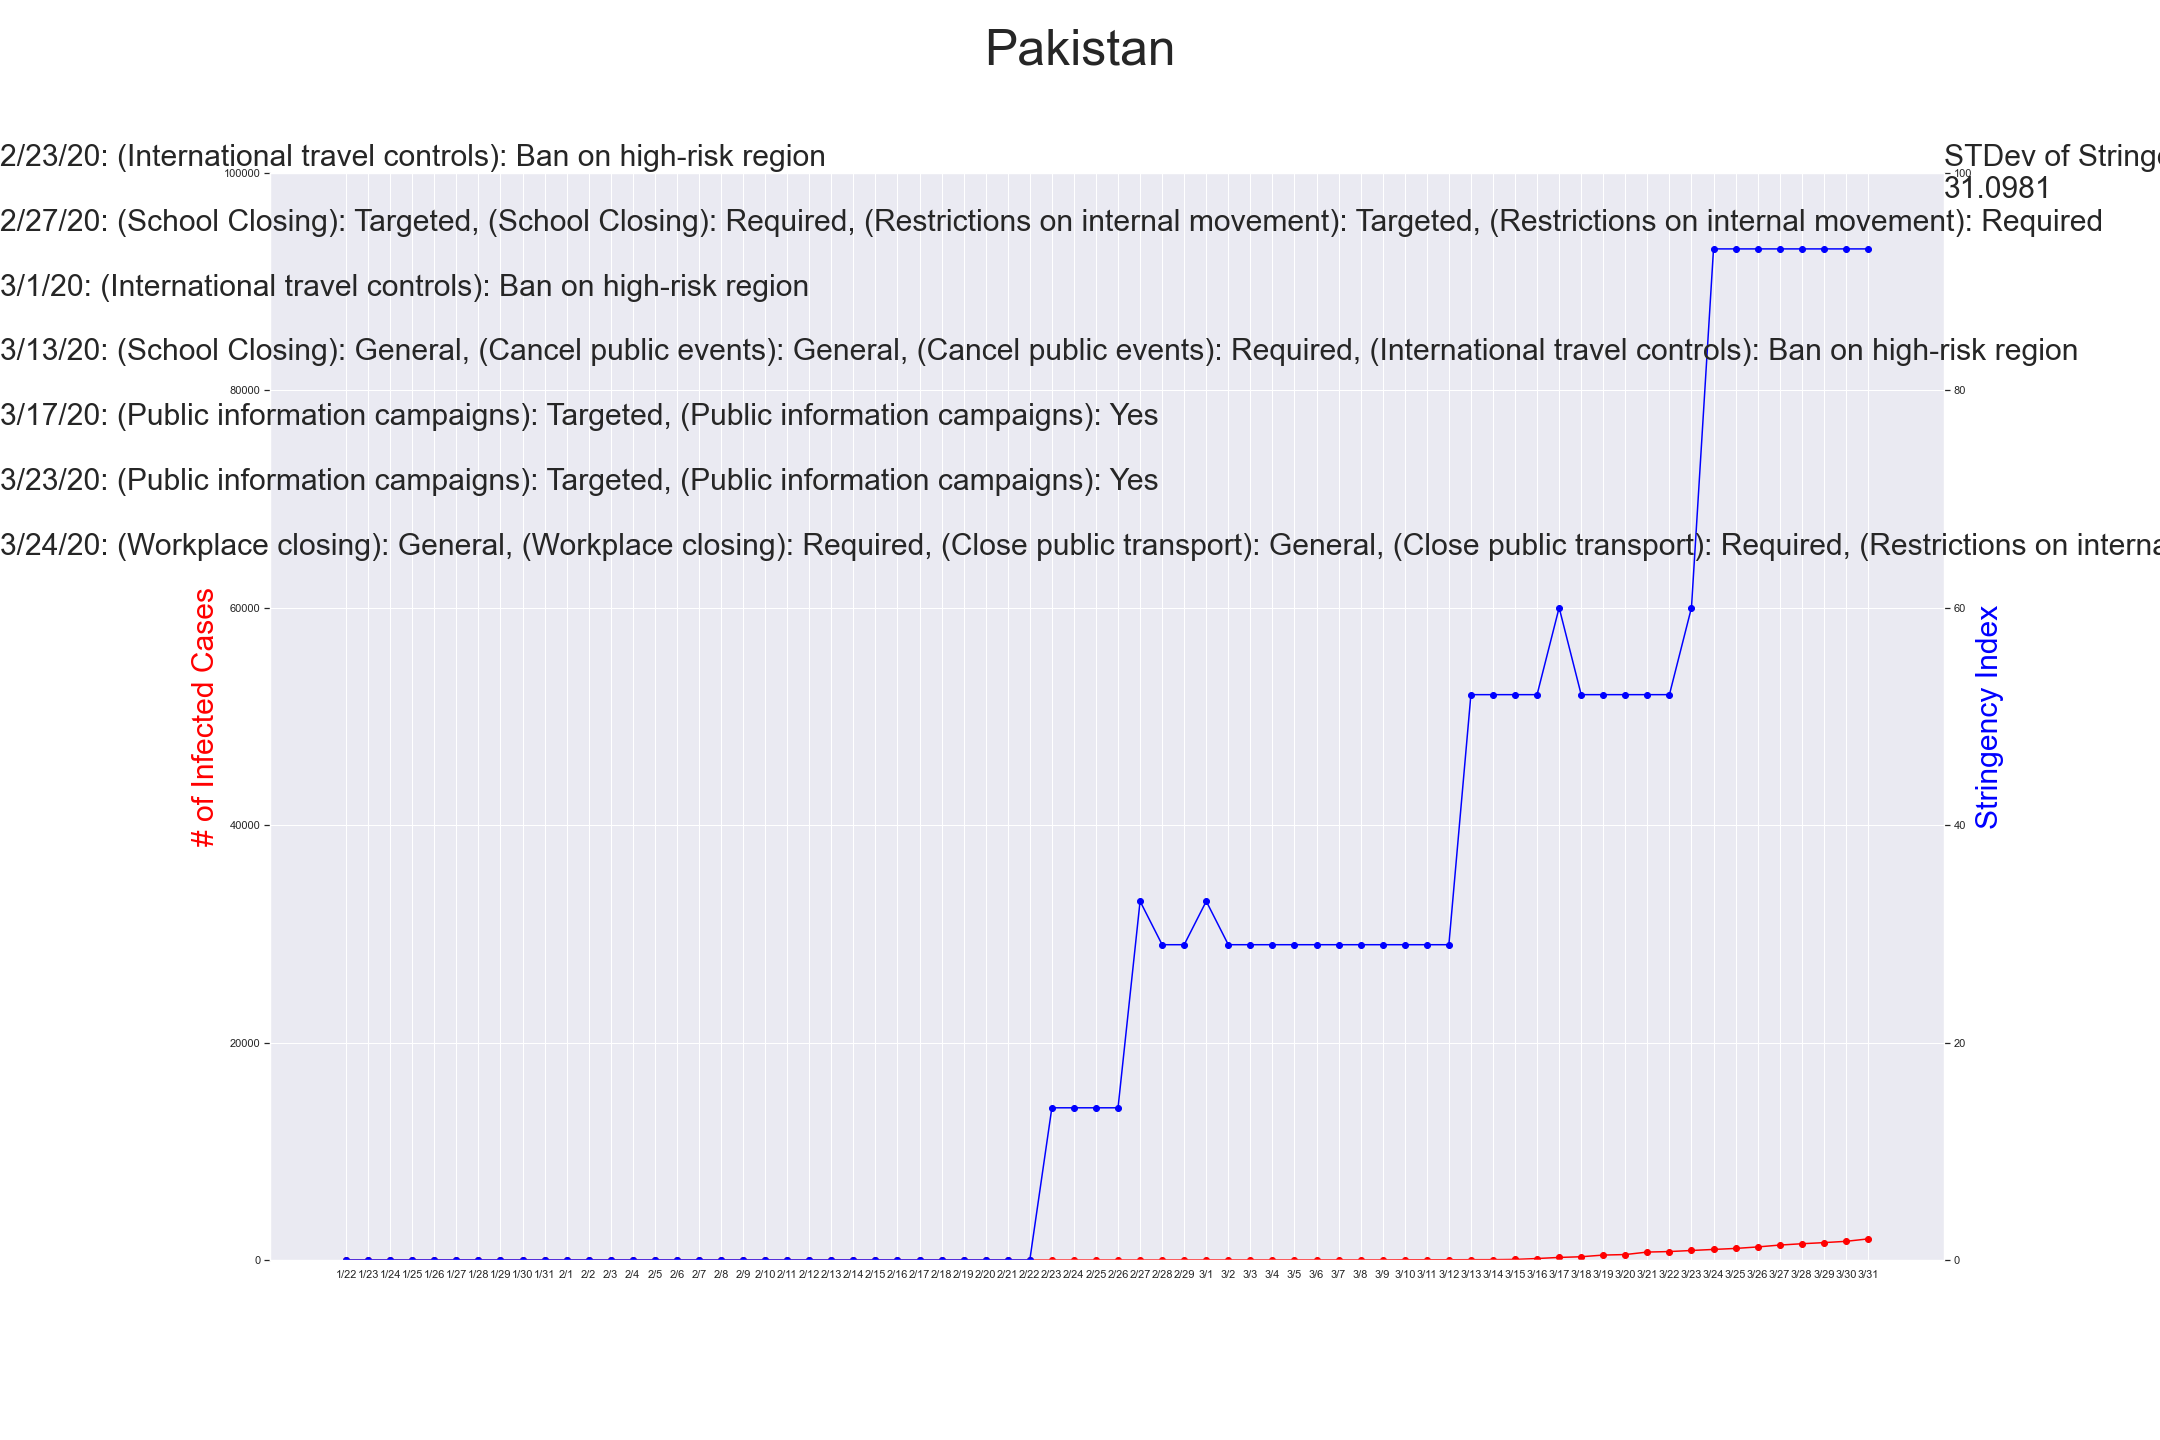 Pakistan
2/23/20: (International travel controls): Ban on high-risk region
STDev of Stringe
31.0981
2/27/20: (School Closing): Targeted, (School Closing): Required, (Restrictions on internal movement): Targeted, (Restrictions on internal movement): Required
3/1/20: (International travel controls): Ban on high-risk region
3/13/20: (School Closing): General, (Cancel public events): General, (Cancel public events): Required, (International travel controls): Ban on high-risk region
3/17/20: (Public information campaigns): Targeted, (Public information campaigns): Yes
3/23/20: (Public information campaigns): Targeted, (Public information campaigns): Yes
3/24/20: (Workplace closing): General, (Workplace closing): Required, (Close public transport): General, (Close public transport): Required, (Restrictions on interna
# of Infected Cases
100000
80000
60000
40000
20000
0
Stringency Index
100
80
60
40
20
0
1/22 1/23 1/24 1/25 1/26 1/27 1/28 1/29 1/30 1/31 2/1 2/2 2/3 2/4 2/5 2/6 2/7 2/8 2/9 2/10 2/11 2/12 2/13 2/14 2/15 2/16 2/17 2/18 2/19 2/20 2/21 2/22 2/23 2/24 2/25 2/26 2/27 2/28 2/29 3/1 3/2 3/3 3/4 3/5 3/6 3/7 3/8 3/9 3/10 3/11 3/12 3/13 3/14 3/15 3/16 3/17 3/18 3/19 3/20 3/21 3/22 3/23 3/24 3/25 3/26 3/27 3/28 3/29 3/30 3/31